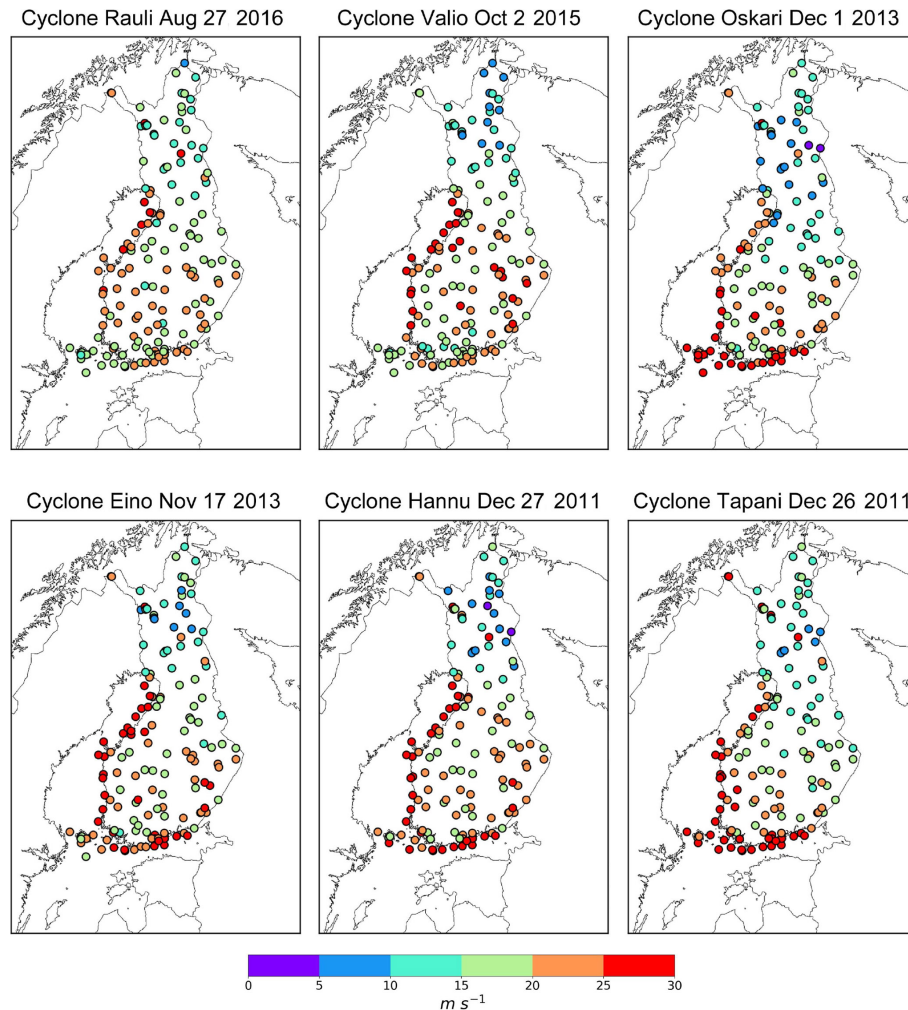 Cyclone Rauli Aug 27 2016
Cyclone Valio Oct 2 2015
Cyclone Oskari Dec 1 2013
Cyclone Eino Nov 17 2013
Cyclone Hannu Dec 27 2011
Cyclone Tapani Dec 26 2011
0 5 10 15 20 25 30
m s⁻¹